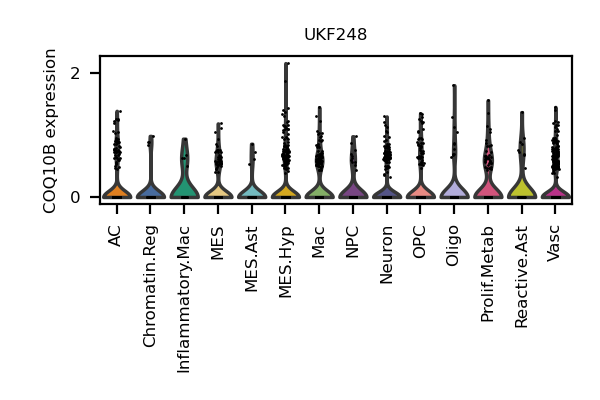 UKF248
COQ10B expression
2
0
AC
Chromatin.Reg
Inflammatory.Mac
MES
MES.Ast
MES.Hyp
Mac
NPC
Neuron
OPC
Oligo
Prolif.Metab
Reactive.Ast
Vasc